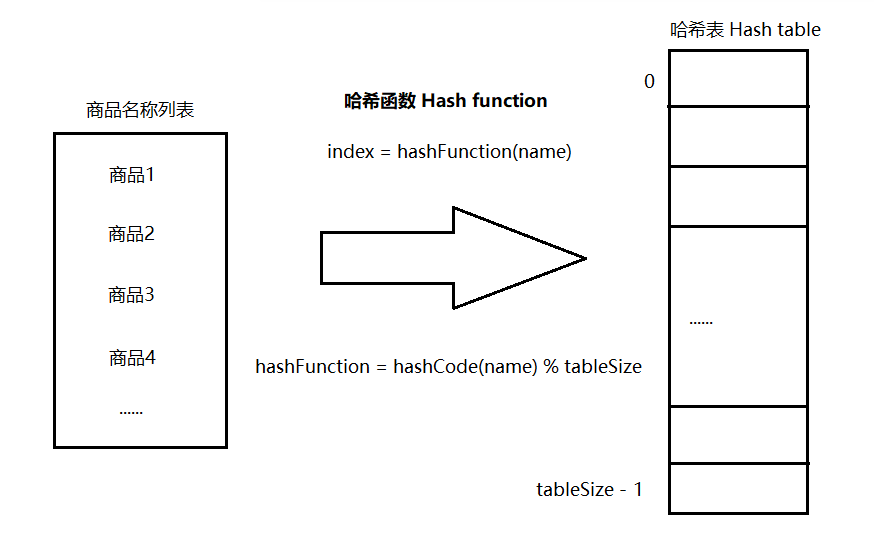 哈希表 Hash table
0
哈希函数 Hash function
商品名称列表
index = hashFunction(name)
商品1
商品2
商品3
商品4
......
hashFunction = hashCode(name) % tableSize
......
tableSize - 1